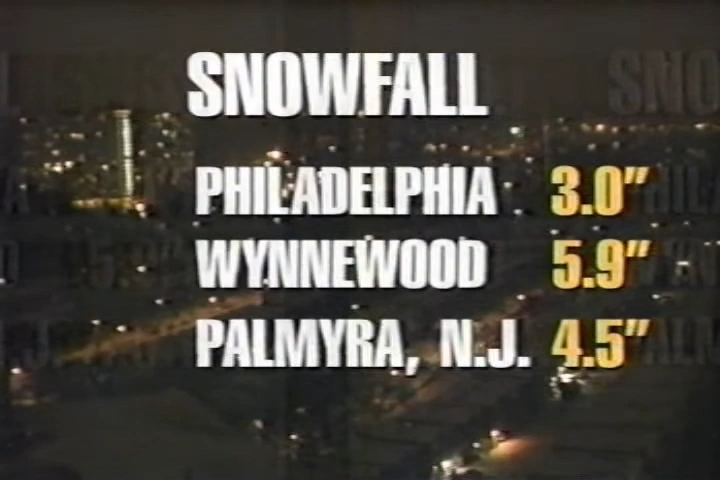 SNOWFALL
PHILADELPHIA 3.0"
WYNNEWOOD 5.9"
PALMYRA, N.J. 4.5"